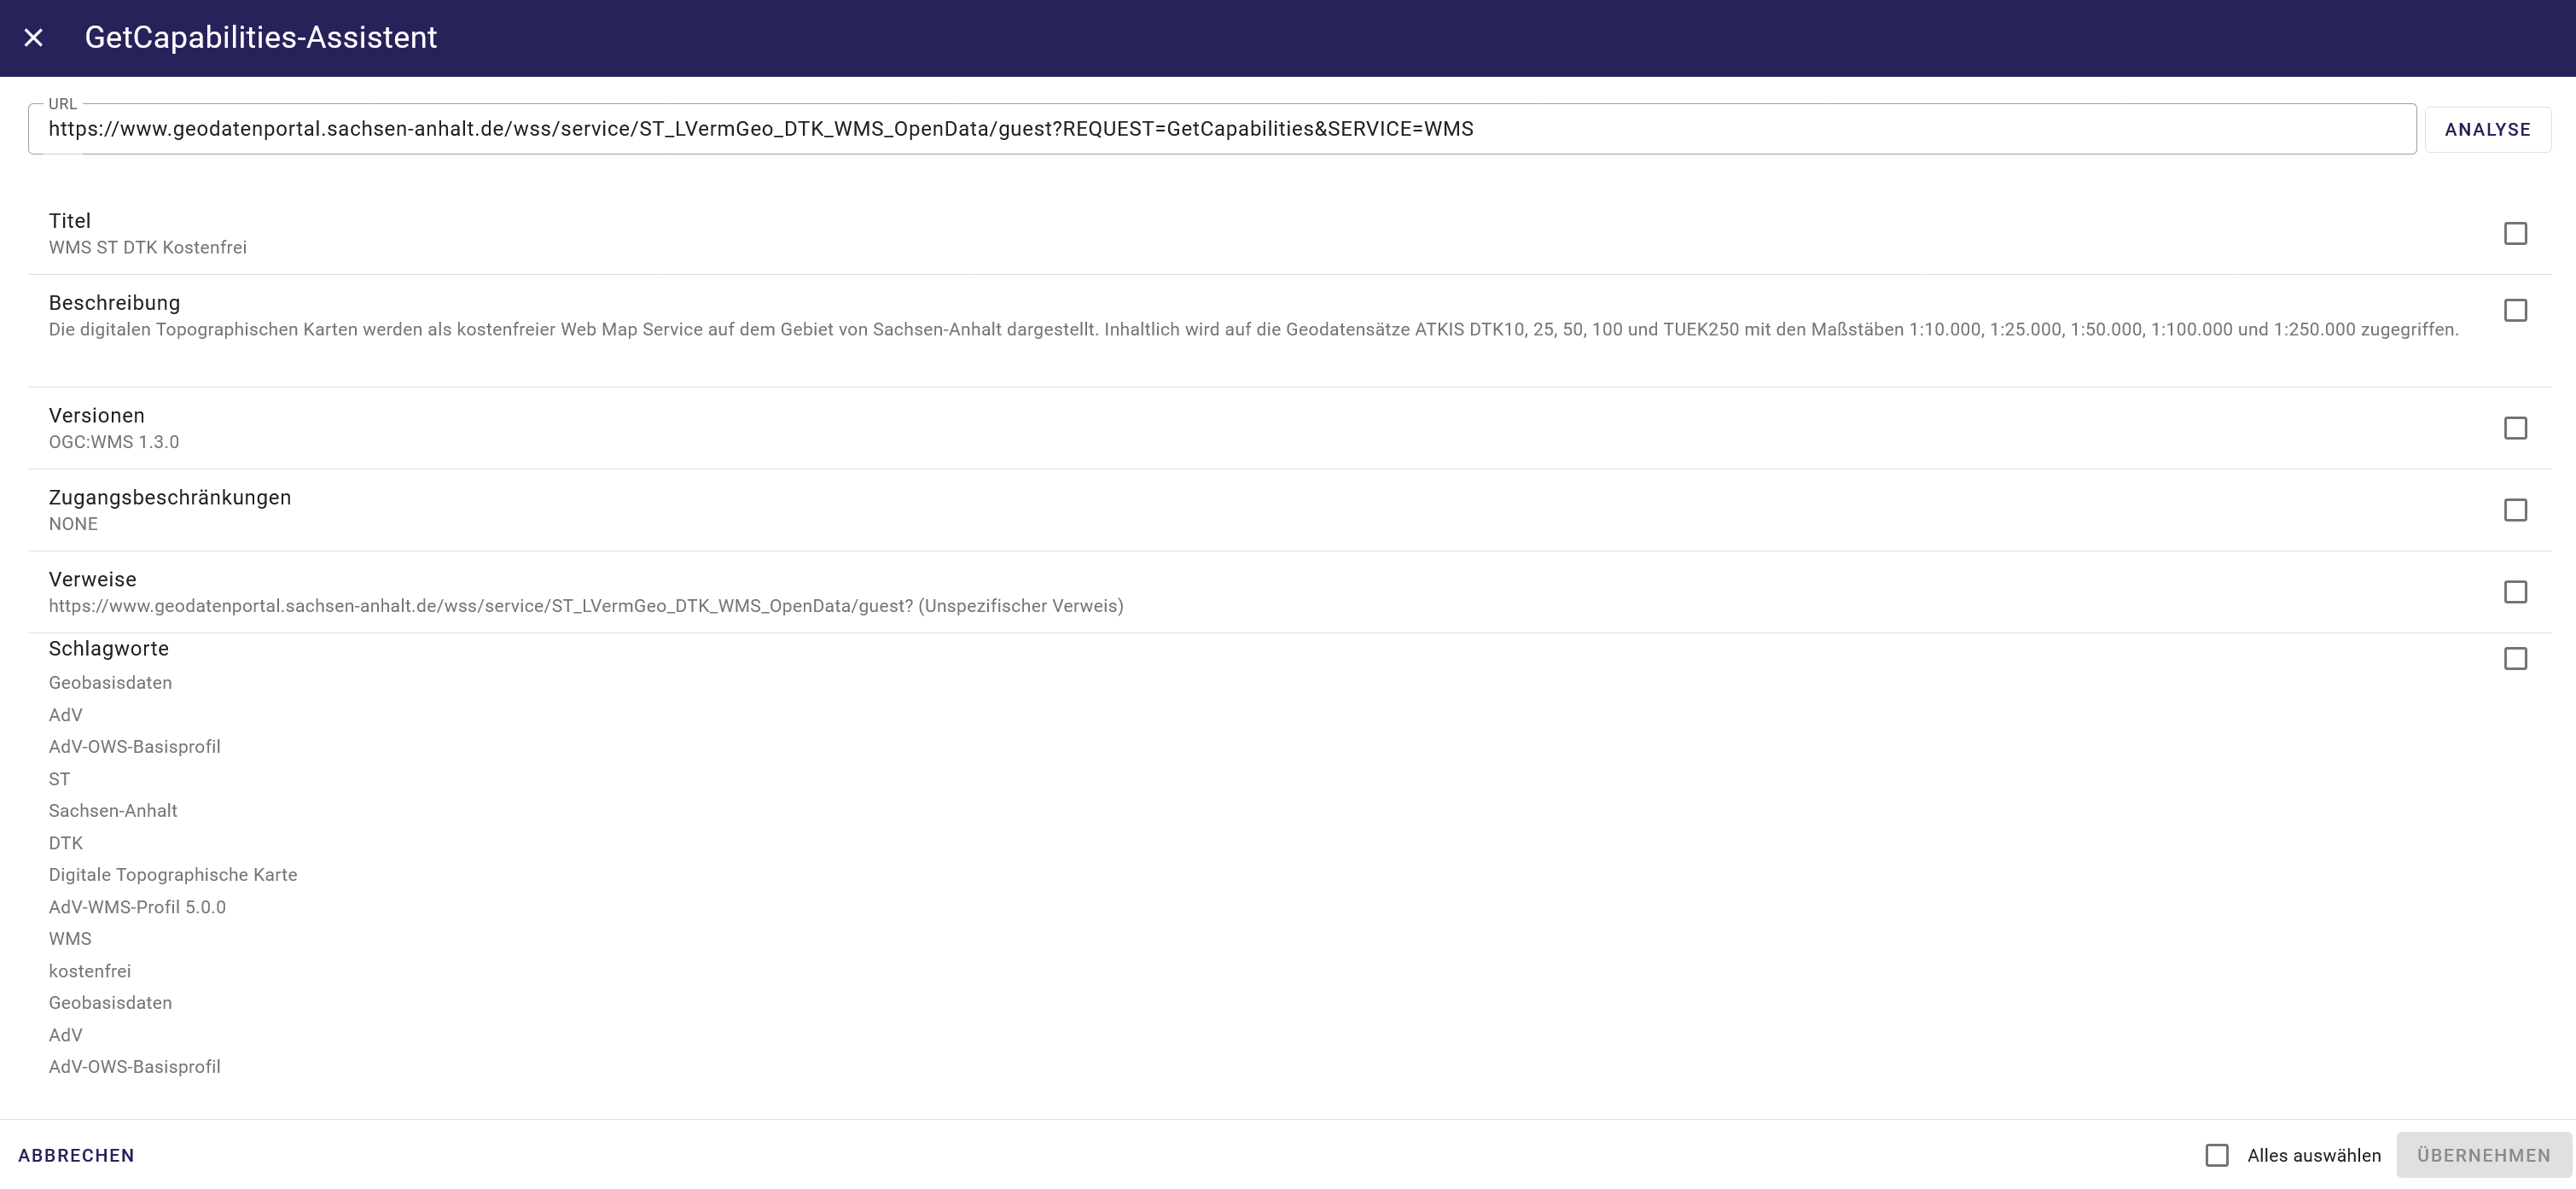 GetCapabilities-Assistent
URL
https://www.geodatenportal.sachsen-anhalt.de/wss/service/ST_LVermGeo_DTK_WMS_OpenData/guest?REQUEST=GetCapabilities&SERVICE=WMS
ANALYSE
Titel
WMS ST DTK Kostenfrei
Beschreibung
Die digitalen Topographischen Karten werden als kostenfreier Web Map Service auf dem Gebiet von Sachsen-Anhalt dargestellt. Inhaltlich wird auf die Geodatensätze ATKIS DTK10, 25, 50, 100 und TUEK250 mit den Maßstäben 1:10.000, 1:25.000, 1:50.000, 1:100.000 und 1:250.000 zugegriffen.
Versionen
OGC:WMS 1.3.0
Zugangsbeschränkungen
NONE
Verweise
https://www.geodatenportal.sachsen-anhalt.de/wss/service/ST_LVermGeo_DTK_WMS_OpenData/guest? (Unspezifischer Verweis)
Schlagworte
Geobasisdaten
AdV
AdV-OWS-Basisprofil
ST
Sachsen-Anhalt
DTK
Digitale Topographische Karte
AdV-WMS-Profil 5.0.0
WMS
kostenfrei
Geobasisdaten
AdV
AdV-OWS-Basisprofil
ABBRECHEN
Alles auswählen
ÜBERNEHMEN